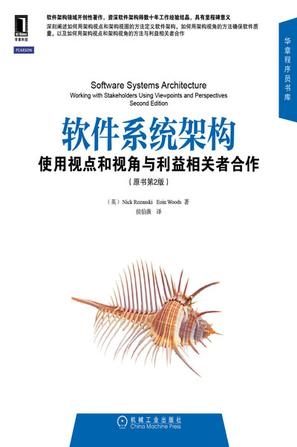 软件架构领域开创性著作，资深软件架构师数十年工作经验结晶，具有里程碑意义
深刻阐述如何用架构视点和架构视图的方法定义软件架构，如何用架构视角的方法确保软件质
量，以及如何用架构视点和架构视角的方法与利益相关者合作
华章科技
PEARSON
华章程序员书库
Software Systems Architecture
Working with Stakeholders Using Viewpoints and Perspectives
Second Edition
软件系统架构
使用视点和视角与利益相关者合作
（原书第2版）
（英）Nick Rozanski Eoin Woods 著
侯伯薇 译
机械工业出版社
China Machine Press